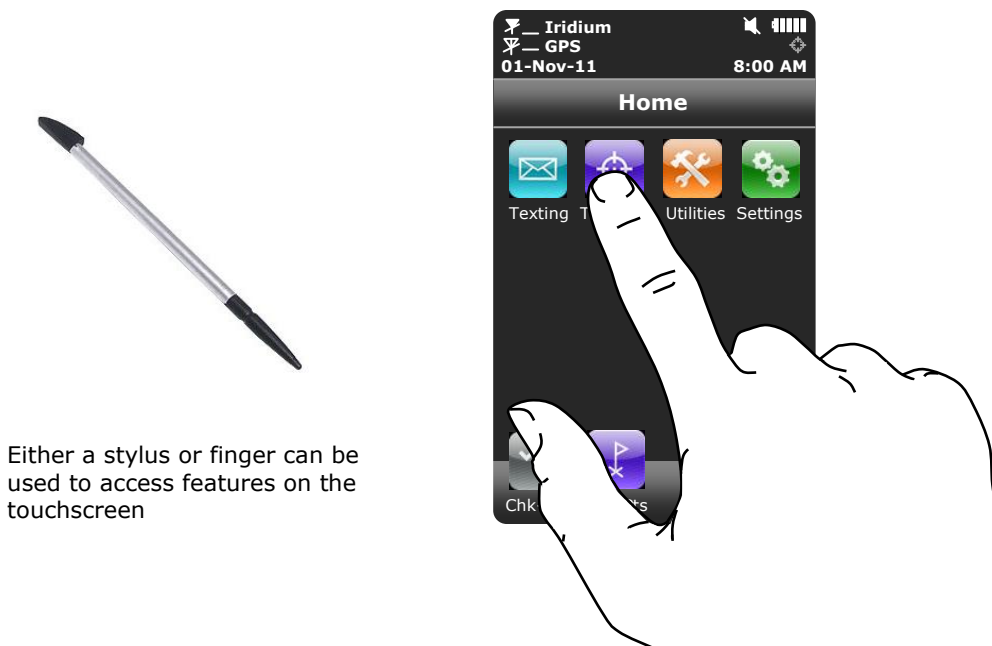 Iridium
GPS
01-Nov-11 8:00 AM
Home
Texting Utilities Settings
Either a stylus or finger can be
used to access features on the
touchscreen
Chk